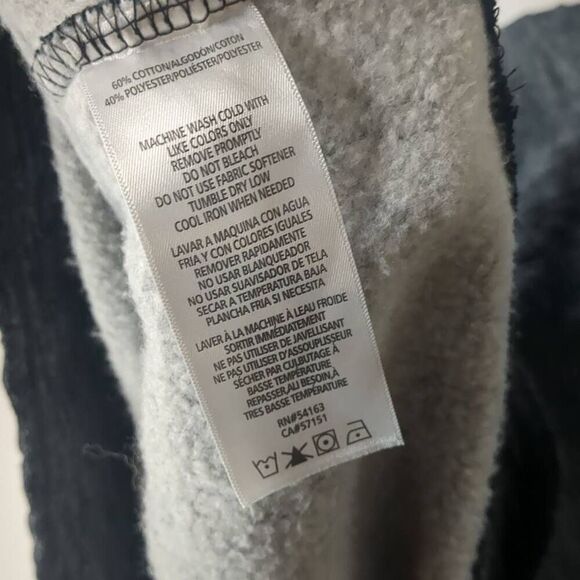 60% COTTON/ALGODÓN/COTON
40% POLYESTER/POLIÉSTER/POLYESTER
MACHINE WASH COLD WITH
LIKE COLORS ONLY
REMOVE PROMPTLY
DO NOT BLEACH
DO NOT USE FABRIC SOFTENER
TUMBLE DRY LOW
COOL IRON WHEN NEEDED
LAVAR A MAQUINA CON AGUA
FRIA Y CON COLORES IGUALES
REMOVER RAPIDAMENTE
NO USAR BLANQUEADOR
NO USAR SUAVISADOR DE TELA
SECAR A TEMPERATURA BAJA
PLANCHA FRIA SI NECESITA
LAVER À LA MACHINE À L'EAU FROIDE
SORTIR IMMÉDIATEMENT
NE PAS UTILISER DE JAVELLISANT
NE PAS UTILISER D'ASSOUPLISSEUR
SÉCHER PAR CULBUTAGE À
BASSE TEMPÉRATURE
REPASSER,AU BESOIN,À
TRES BASSE TEMPÉRATURE
RN#54163
CA#57151